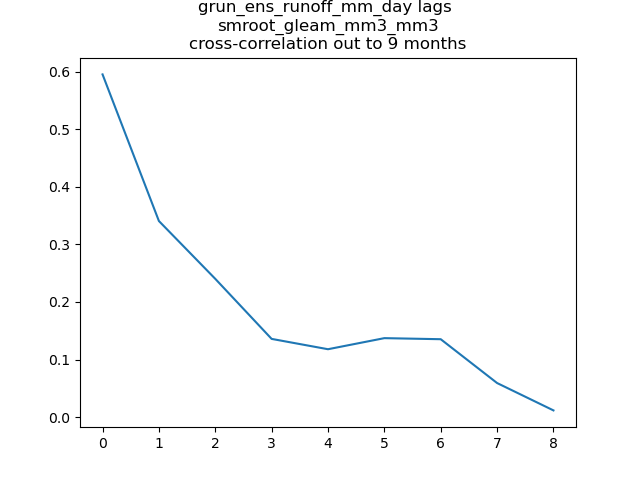 grun_ens_runoff_mm_day lags
smroot_gleam_mm3_mm3
cross-correlation out to 9 months
0.6
0.5
0.4
0.3
0.2
0.1
0.0
0 1 2 3 4 5 6 7 8